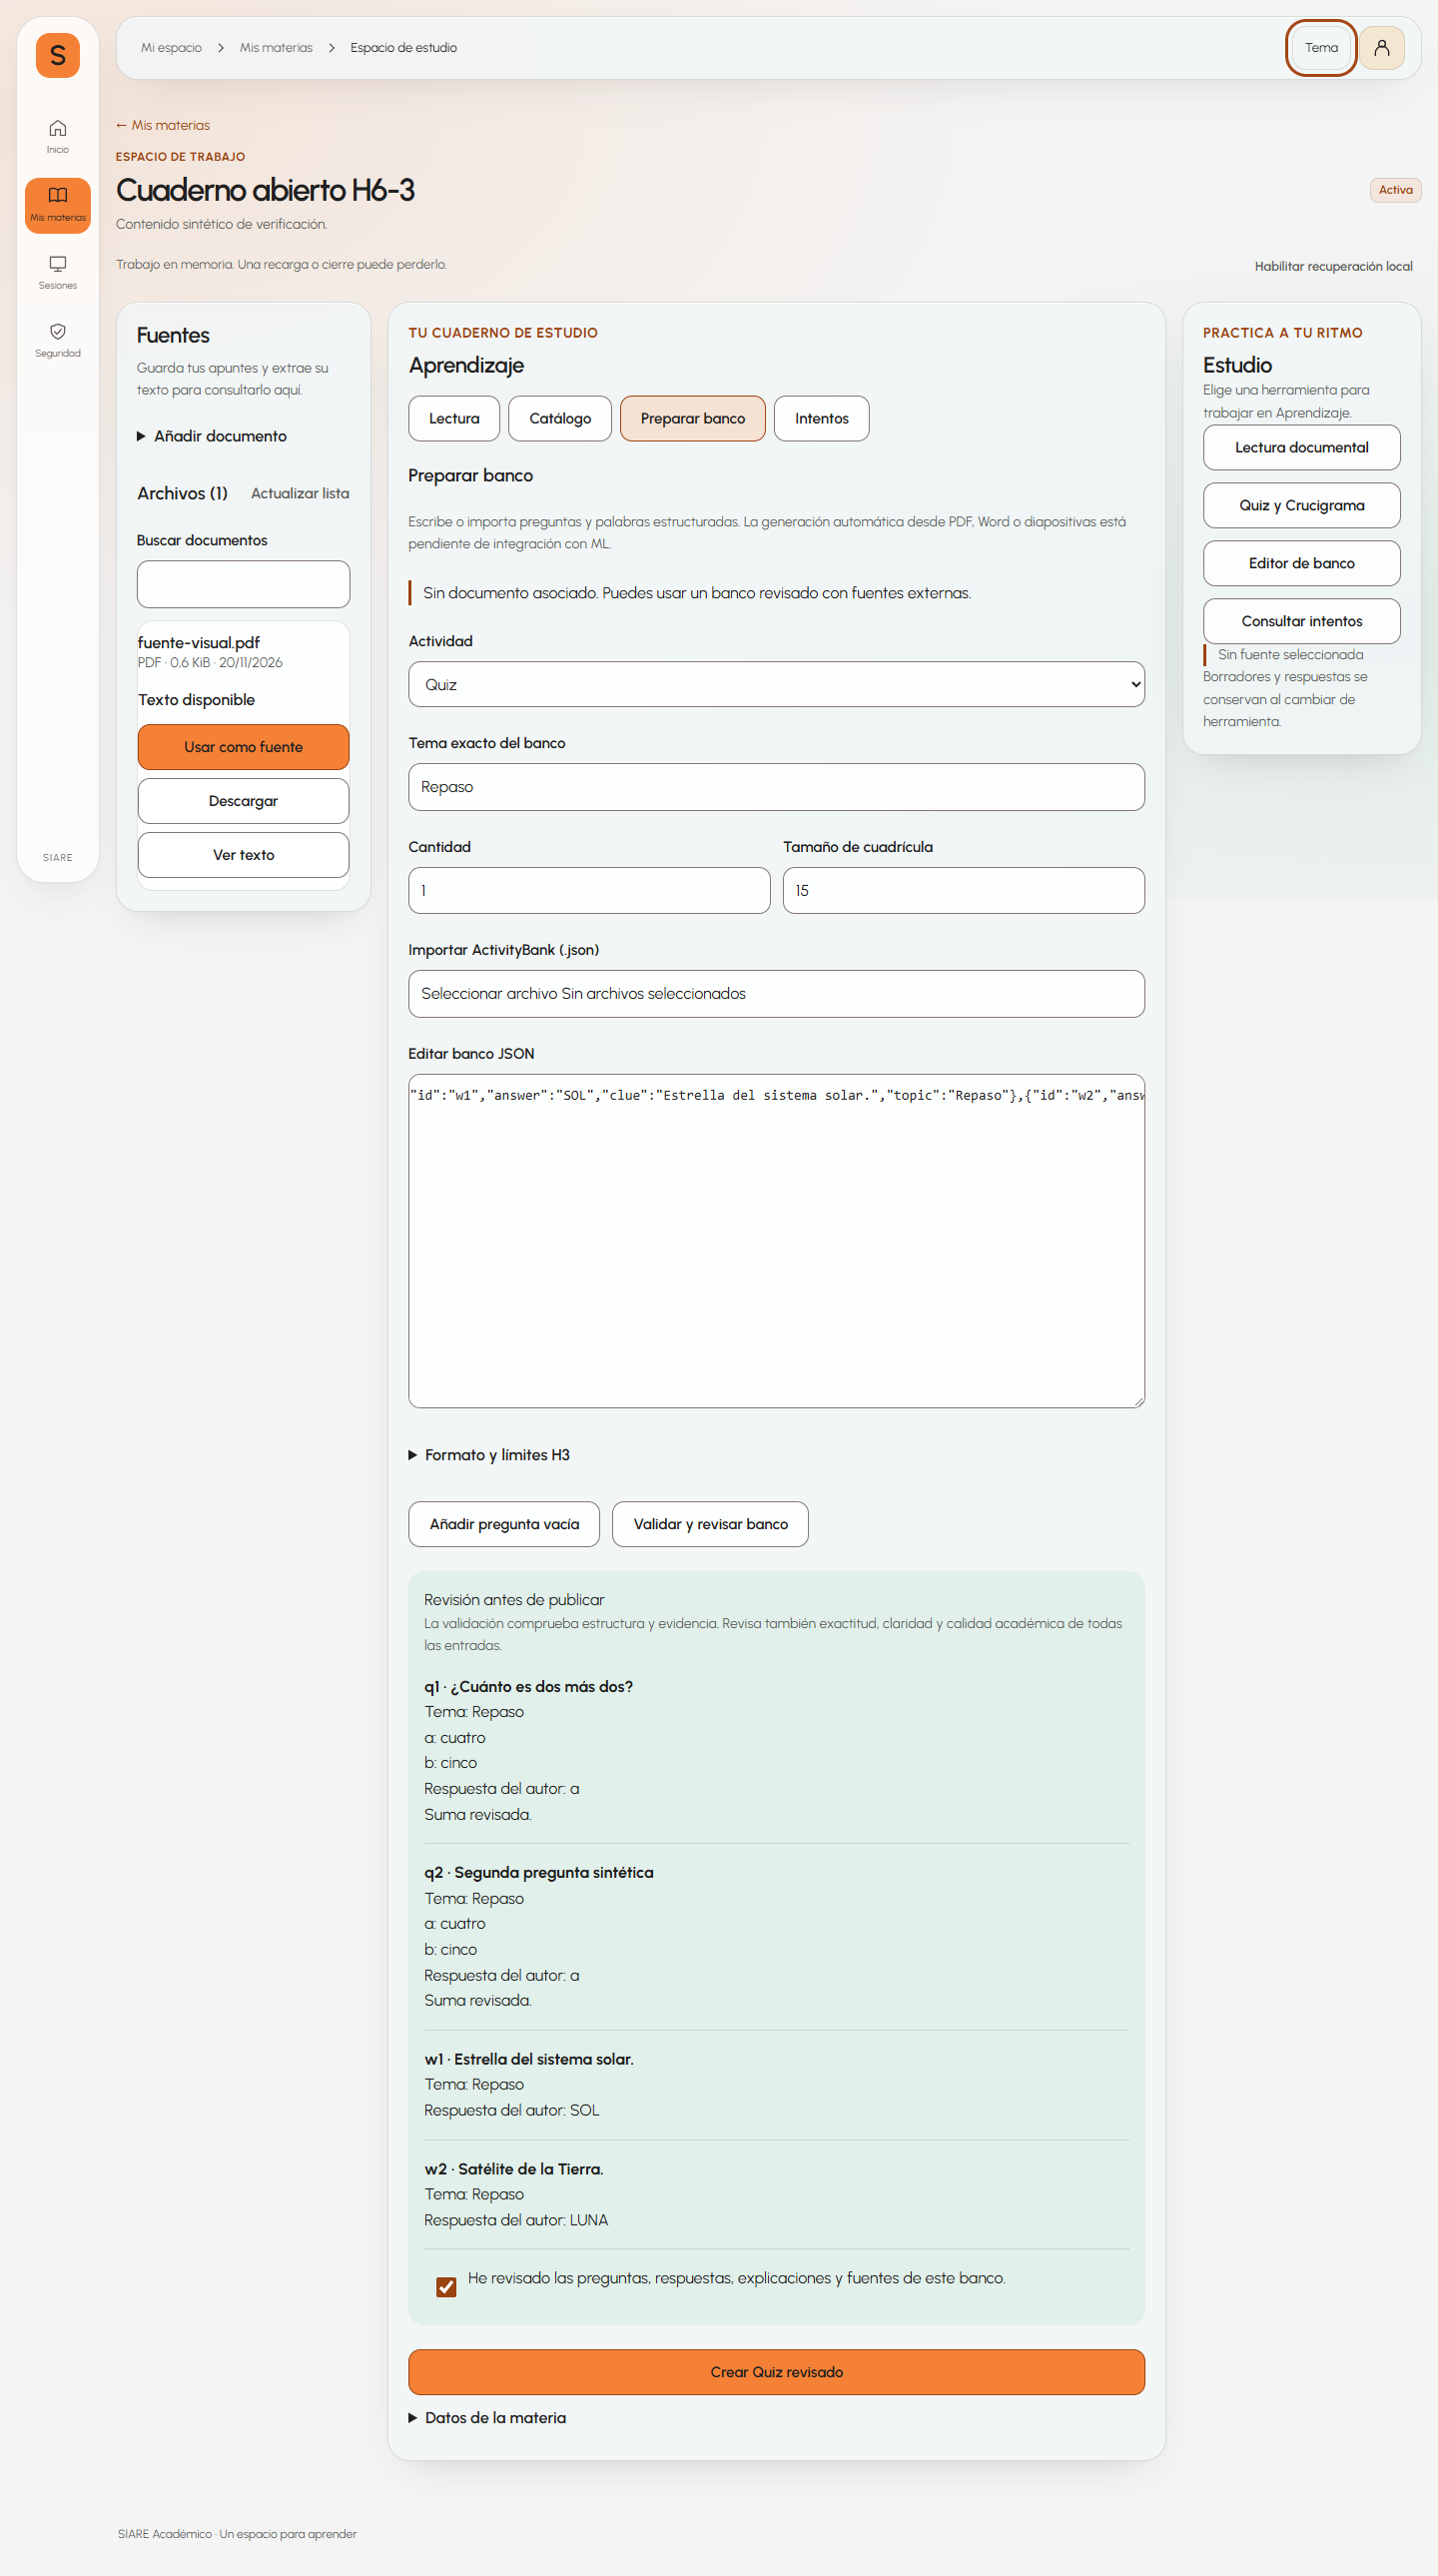 S
Inicio
Mis materias
Sesiones
Seguridad
SIARE
Mi espacio > Mis materias > Espacio de estudio
Tema
← Mis materias
ESPACIO DE TRABAJO
Cuaderno abierto H6-3
Activa
Contenido sintético de verificación.
Trabajo en memoria. Una recarga o cierre puede perderlo.
Habilitar recuperación local
Fuentes
Guarda tus apuntes y extrae su
texto para consultarlo aquí.
Añadir documento
Archivos (1)
Actualizar lista
Buscar documentos
fuente-visual.pdf
PDF · 0,6 KiB · 20/11/2026
Texto disponible
Usar como fuente
Descargar
Ver texto
TU CUADERNO DE ESTUDIO
Aprendizaje
Lectura
Catálogo
Preparar banco
Intentos
Preparar banco
Escribe o importa preguntas y palabras estructuradas. La generación automática desde PDF, Word o diapositivas está
pendiente de integración con ML.
Sin documento asociado. Puedes usar un banco revisado con fuentes externas.
Actividad
Quiz
Tema exacto del banco
Repaso
Cantidad
Tamaño de cuadrícula
1
15
Importar ActivityBank (.json)
Seleccionar archivo Sin archivos seleccionados
Editar banco JSON
"id":"w1","answer":"SOL","clue":"Estrella del sistema solar.","topic":"Repaso"},{"id":"w2","answ
Formato y límites H3
Añadir pregunta vacía
Validar y revisar banco
Revisión antes de publicar
La validación comprueba estructura y evidencia. Revisa también exactitud, claridad y calidad académica de todas
las entradas.
q1 · ¿Cuánto es dos más dos?
Tema: Repaso
a: cuatro
b: cinco
Respuesta del autor: a
Suma revisada.
q2 · Segunda pregunta sintética
Tema: Repaso
a: cuatro
b: cinco
Respuesta del autor: a
Suma revisada.
w1 · Estrella del sistema solar.
Tema: Repaso
Respuesta del autor: SOL
w2 · Satélite de la Tierra.
Tema: Repaso
Respuesta del autor: LUNA
He revisado las preguntas, respuestas, explicaciones y fuentes de este banco.
Crear Quiz revisado
Datos de la materia
PRACTICA A TU RITMO
Estudio
Elige una herramienta para
trabajar en Aprendizaje.
Lectura documental
Quiz y Crucigrama
Editor de banco
Consultar intentos
Sin fuente seleccionada
Borradores y respuestas se
conservan al cambiar de
herramienta.
SIARE Académico · Un espacio para aprender